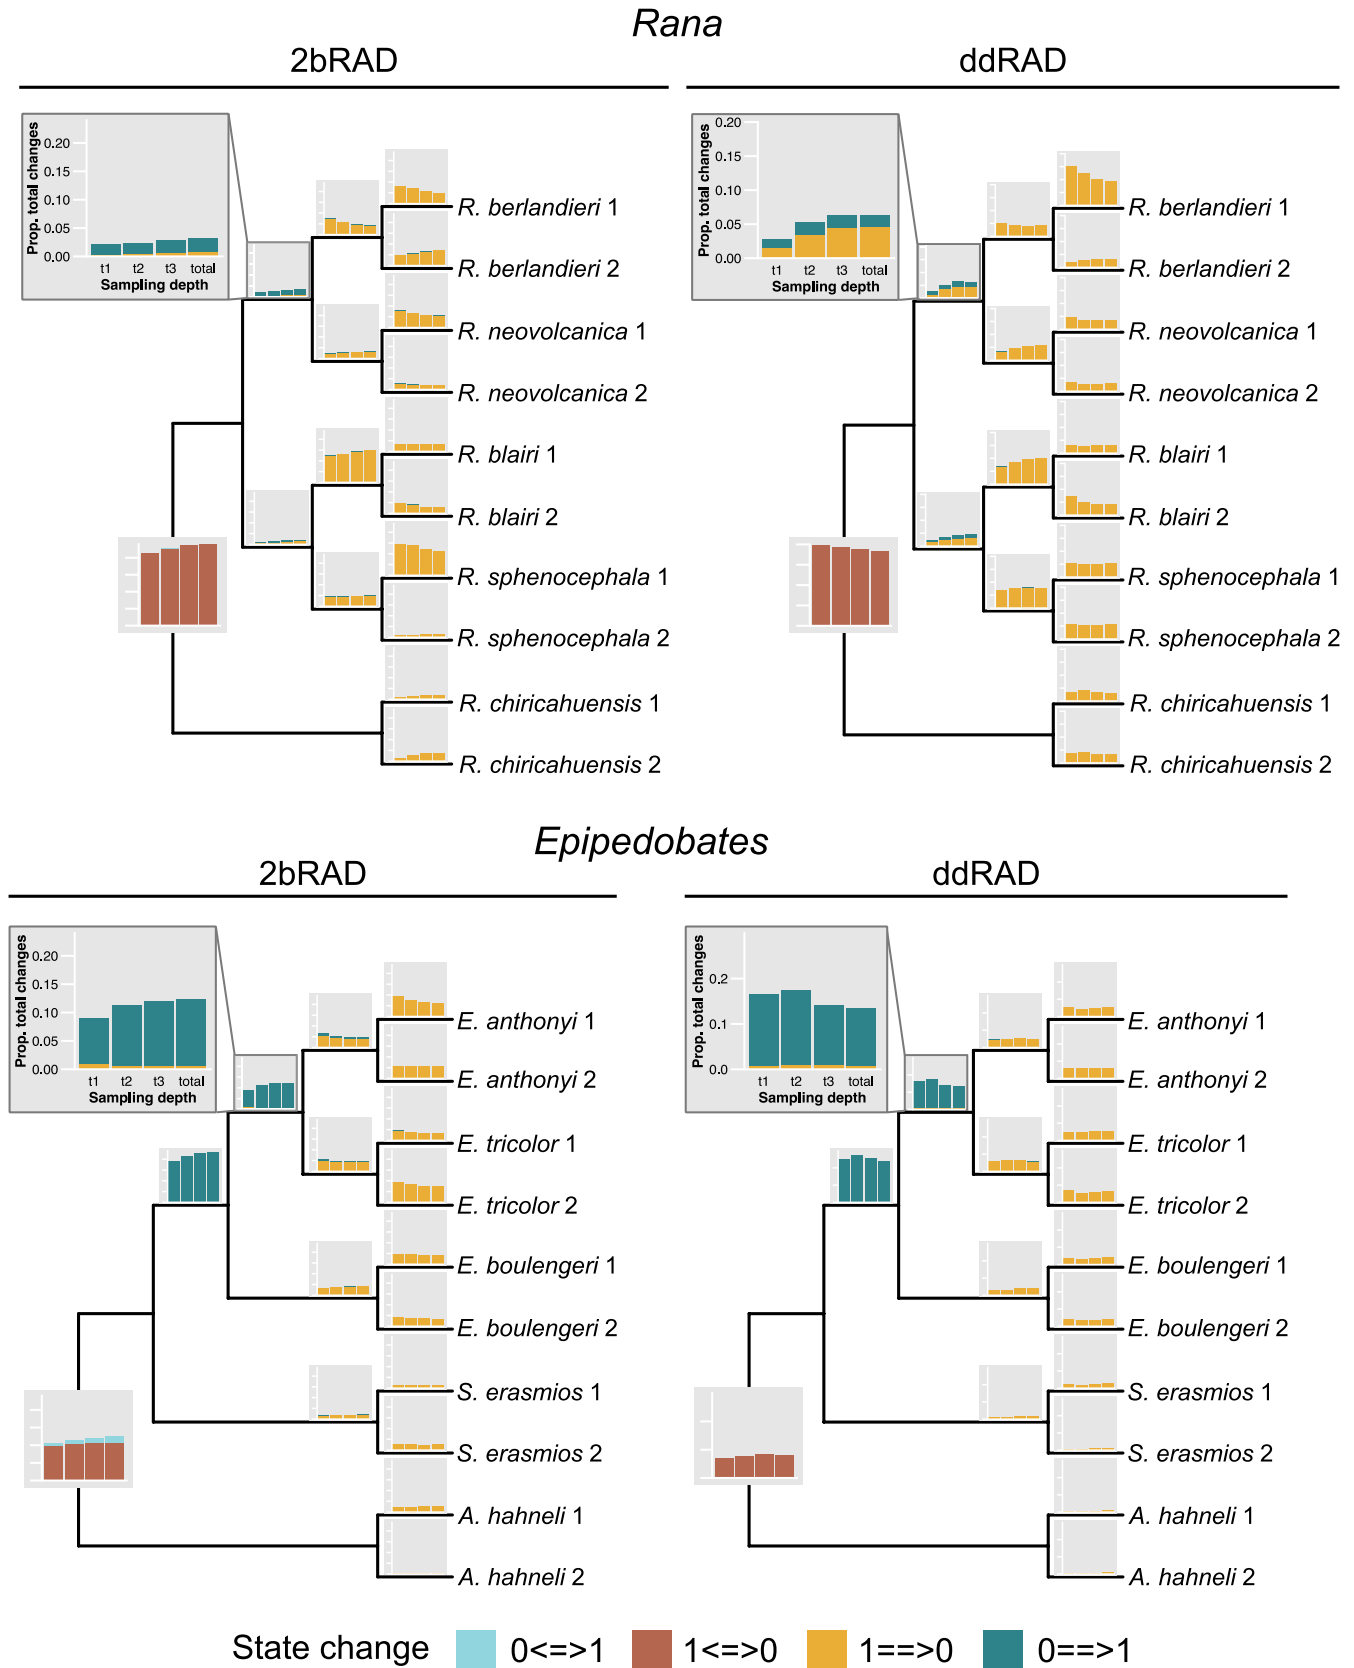 Rana
2bRAD
ddRAD
Prop. total changes
0.20
0.15
0.10
0.05
0.00
t1 t2 t3 total
Sampling depth
R. berlandieri 1
R. berlandieri 2
R. neovolcanica 1
R. neovolcanica 2
R. blairi 1
R. blairi 2
R. sphenocephala 1
R. sphenocephala 2
R. chiricahuensis 1
R. chiricahuensis 2
Prop. total changes
0.20
0.15
0.10
0.05
0.00
t1 t2 t3 total
Sampling depth
R. berlandieri 1
R. berlandieri 2
R. neovolcanica 1
R. neovolcanica 2
R. blairi 1
R. blairi 2
R. sphenocephala 1
R. sphenocephala 2
R. chiricahuensis 1
R. chiricahuensis 2
Epipedobates
2bRAD
ddRAD
Prop. total changes
0.20
0.15
0.10
0.05
0.00
t1 t2 t3 total
Sampling depth
E. anthonyi 1
E. anthonyi 2
E. tricolor 1
E. tricolor 2
E. boulengeri 1
E. boulengeri 2
S. erasmios 1
S. erasmios 2
A. hahneli 1
A. hahneli 2
Prop. total changes
0.2
0.1
0.0
t1 t2 t3 total
Sampling depth
E. anthonyi 1
E. anthonyi 2
E. tricolor 1
E. tricolor 2
E. boulengeri 1
E. boulengeri 2
S. erasmios 1
S. erasmios 2
A. hahneli 1
A. hahneli 2
State change 0<=>1 1<=>0 1==>0 0==>1